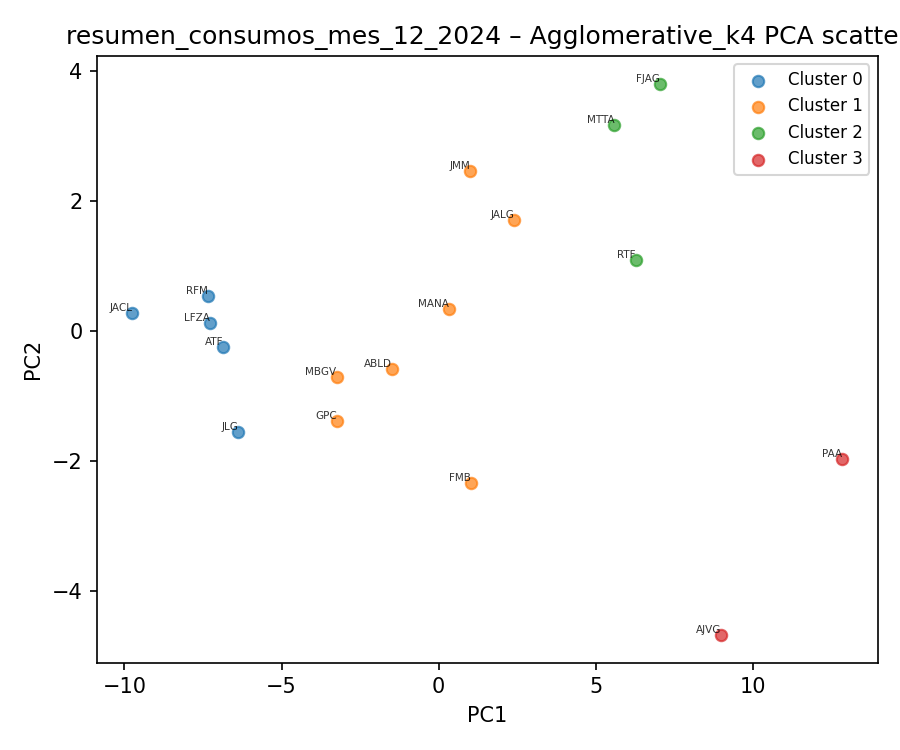 resumen_consumos_mes_12_2024 – Agglomerative_k4 PCA scatte
Cluster 0
Cluster 1
Cluster 2
Cluster 3
FJAG
MTTA
JMM
JALG
RTF
RFM
JACL
LFZA
ATF
MANA
MBGV
ABLD
GPC
JLG
FMB
PAA
AJVG
4
2
0
−2
−4
PC2
−10
−5
0
5
10
PC1